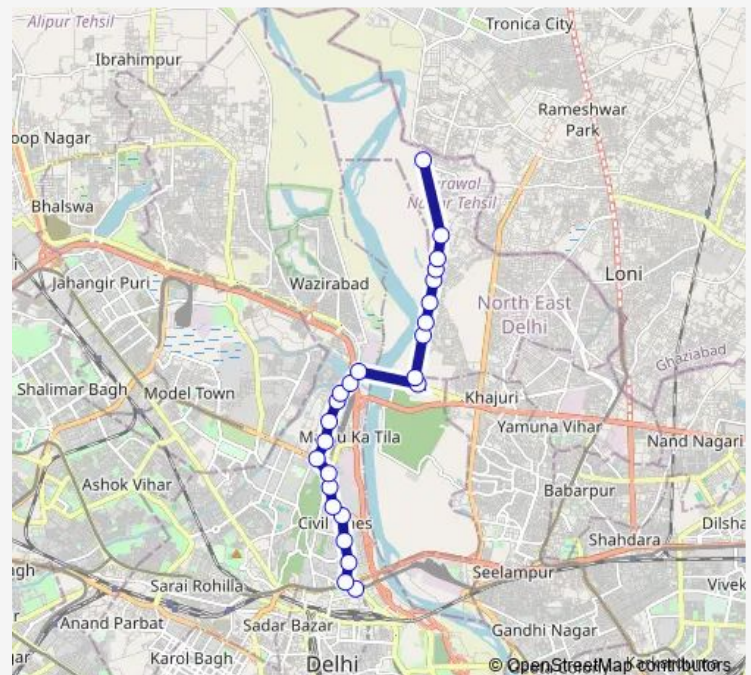 Alipur Tehsil
Tronica City
Ibrahimpur
Rameshwar
Park
oop Nagar
Bhalswa
Loni
Jahangir Puri
Wazirabad
North East
Delhi
Ghaziabad
Shalimar Bagh
Model Town
Khajuri
Yamuna Vihar
Nand Nagari
Ashok Vihar
Babarpur
Civil
Shahdara
Dilsha
Sarai Rohilla
Seelampur
Vivek
Anand Parbat
Sadar Bazar
Gandhi Nagar
Karol Bagh
Delhi
© OpenStreetMap contributors